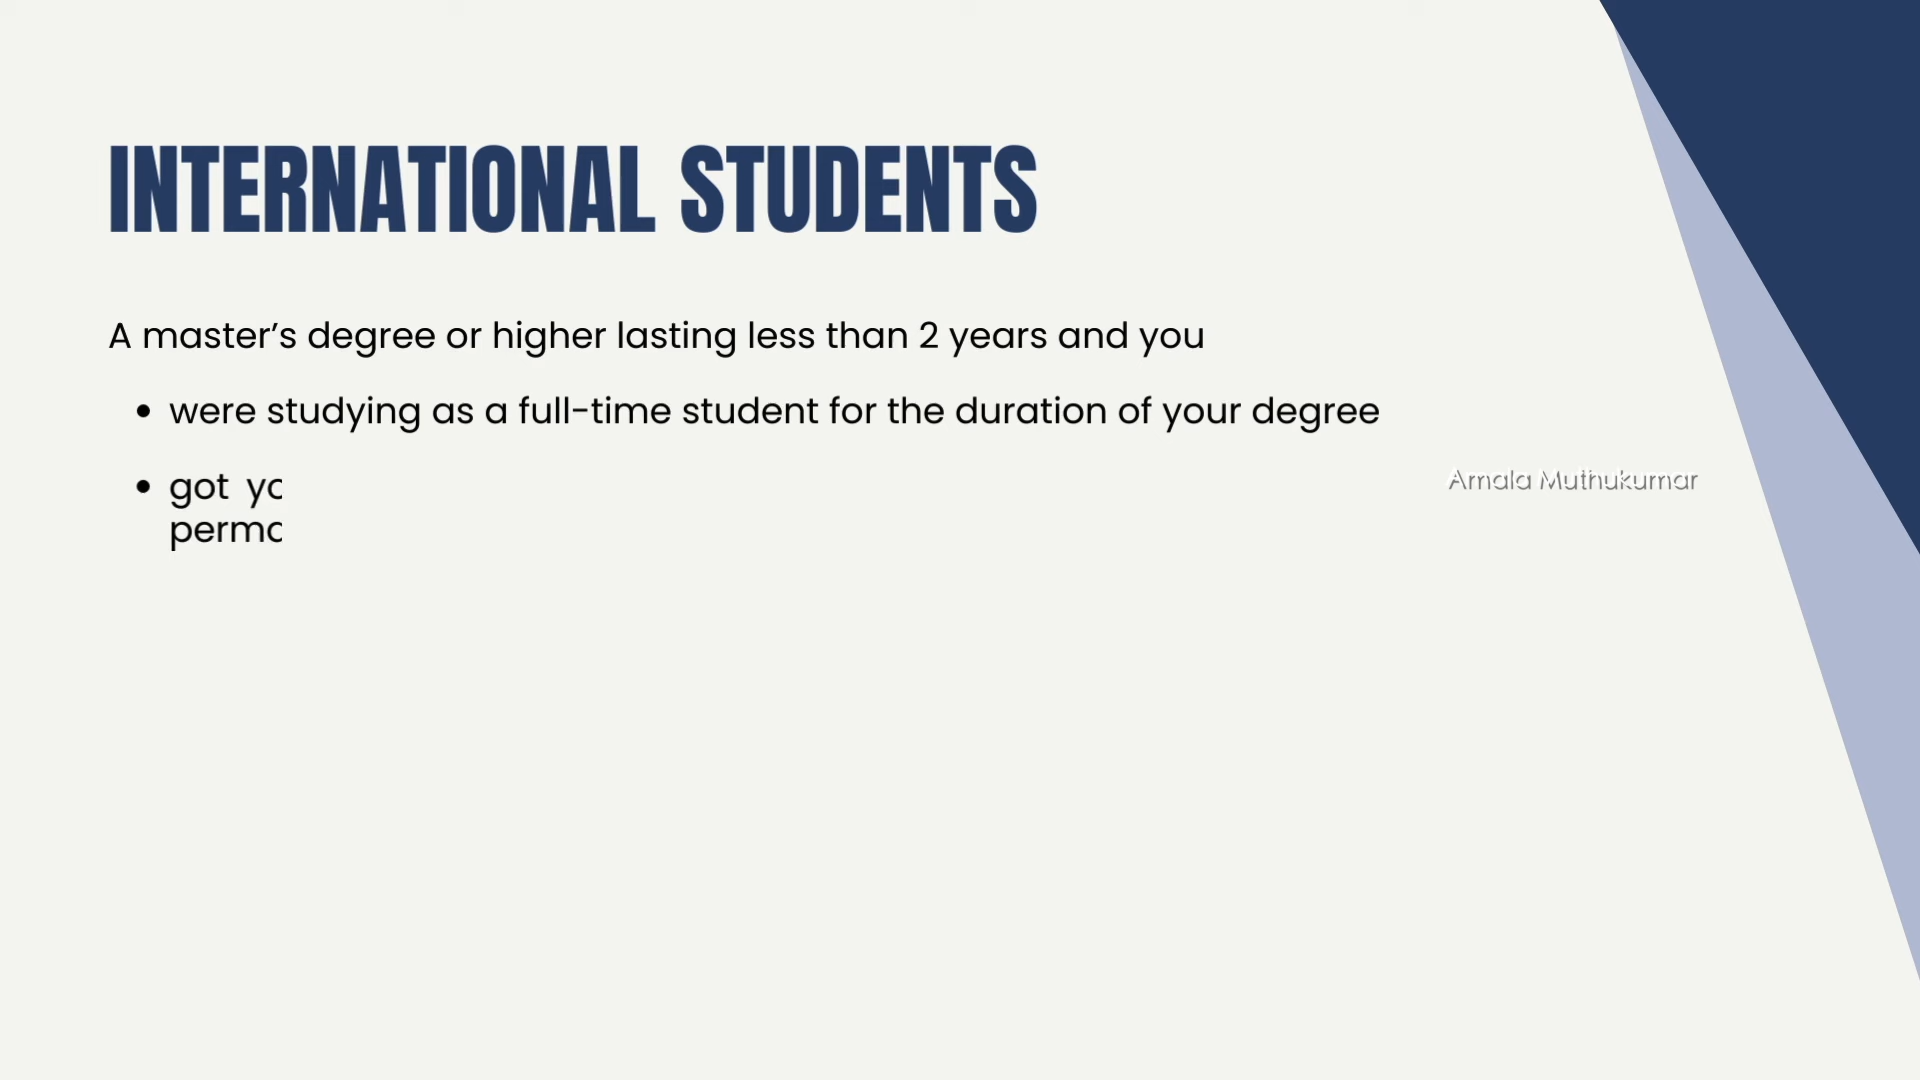 INTERNATIONAL STUDENTS
A master’s degree or higher lasting less than 2 years and you
• were studying as a full-time student for the duration of your degree
• got
Amala Muthukumar